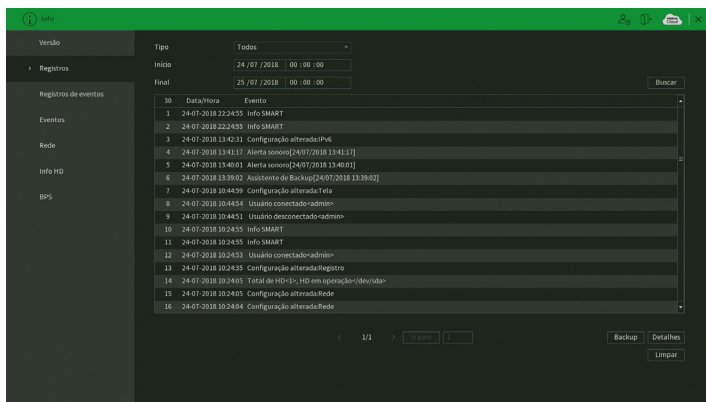 Info
Versão
Registros
Registros de eventos
Eventos
Rede
Info HD
BPS
Tipo Todos
Início 24 /07 /2018 00 : 00 : 00
Final 25 /07 /2018 00 : 00 : 00
Buscar
30 Data/Hora Evento
1 24-07-2018 22:24:55 Info SMART
2 24-07-2018 22:24:55 Info SMART
3 24-07-2018 13:42:31 Configuração alterada:IPv6
4 24-07-2018 13:41:17 Alerta sonoro[24/07/2018 13:41:17]
5 24-07-2018 13:40:01 Alerta sonoro[24/07/2018 13:40:01]
6 24-07-2018 13:39:02 Assistente de Backup[24/07/2018 13:39:02]
7 24-07-2018 10:44:59 Configuração alterada:Tela
8 24-07-2018 10:44:54 Usuário conectado<admin>
9 24-07-2018 10:44:51 Usuário desconectado<admin>
10 24-07-2018 10:24:55 Info SMART
11 24-07-2018 10:24:55 Info SMART
12 24-07-2018 10:24:53 Usuário conectado<admin>
13 24-07-2018 10:24:35 Configuração alterada:Registro
14 24-07-2018 10:24:05 Total de HD<1>, HD em operação</dev/sda>
15 24-07-2018 10:24:05 Configuração alterada:Rede
16 24-07-2018 10:24:04 Configuração alterada:Rede
< 1/1 > Ir para 1
Backup Detalhes
Limpar